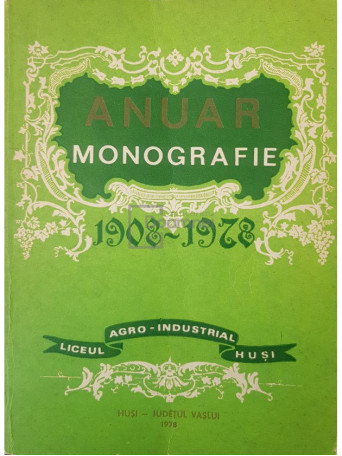 ANUAR
MONOGRAFIE
1908~1978
LICEUL AGRO-INDUSTRIAL HUȘI
HUȘI — JUDEȚUL VASLUI
1978